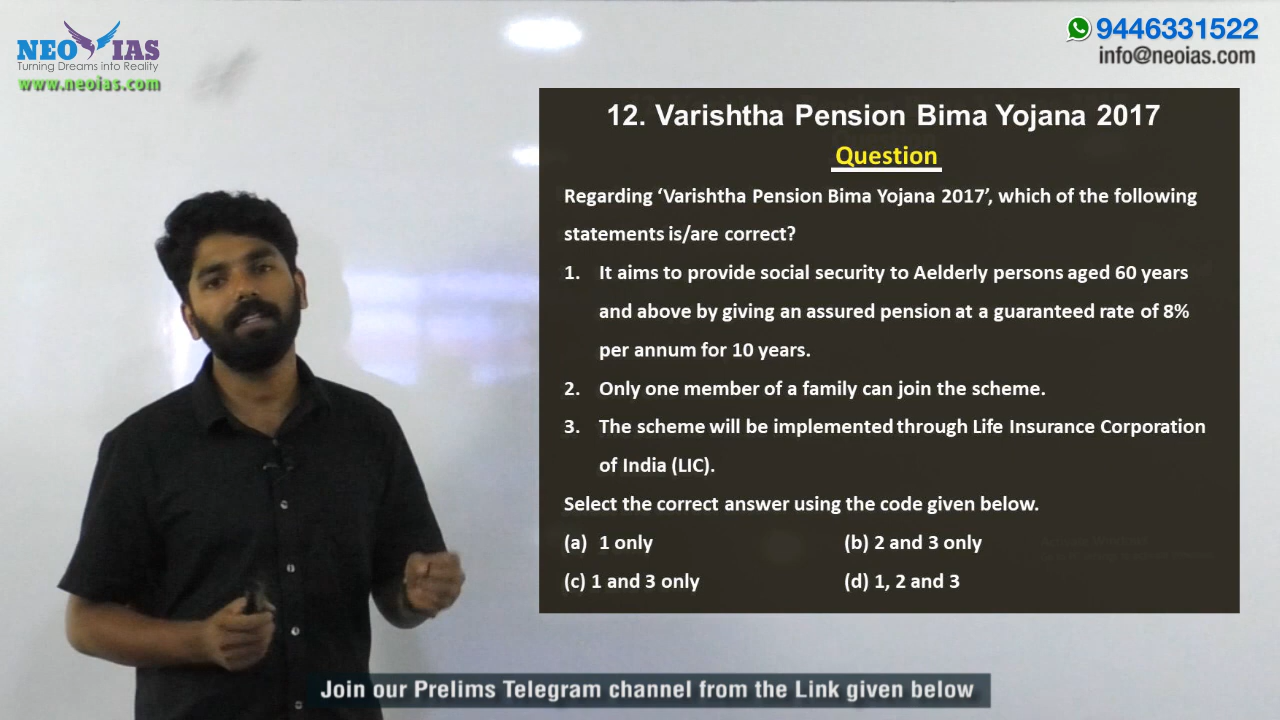 NEO IAS
Turning Dreams into Reality
www.neoias.com
9446331522
info@neoias.com
12. Varishtha Pension Bima Yojana 2017
Question
Regarding ‘Varishtha Pension Bima Yojana 2017’, which of the following
statements is/are correct?
1. It aims to provide social security to Aelderly persons aged 60 years
and above by giving an assured pension at a guaranteed rate of 8%
per annum for 10 years.
2. Only one member of a family can join the scheme.
3. The scheme will be implemented through Life Insurance Corporation
of India (LIC).
Select the correct answer using the code given below.
(a) 1 only (b) 2 and 3 only
(c) 1 and 3 only (d) 1, 2 and 3
Join our Prelims Telegram channel from the Link given below